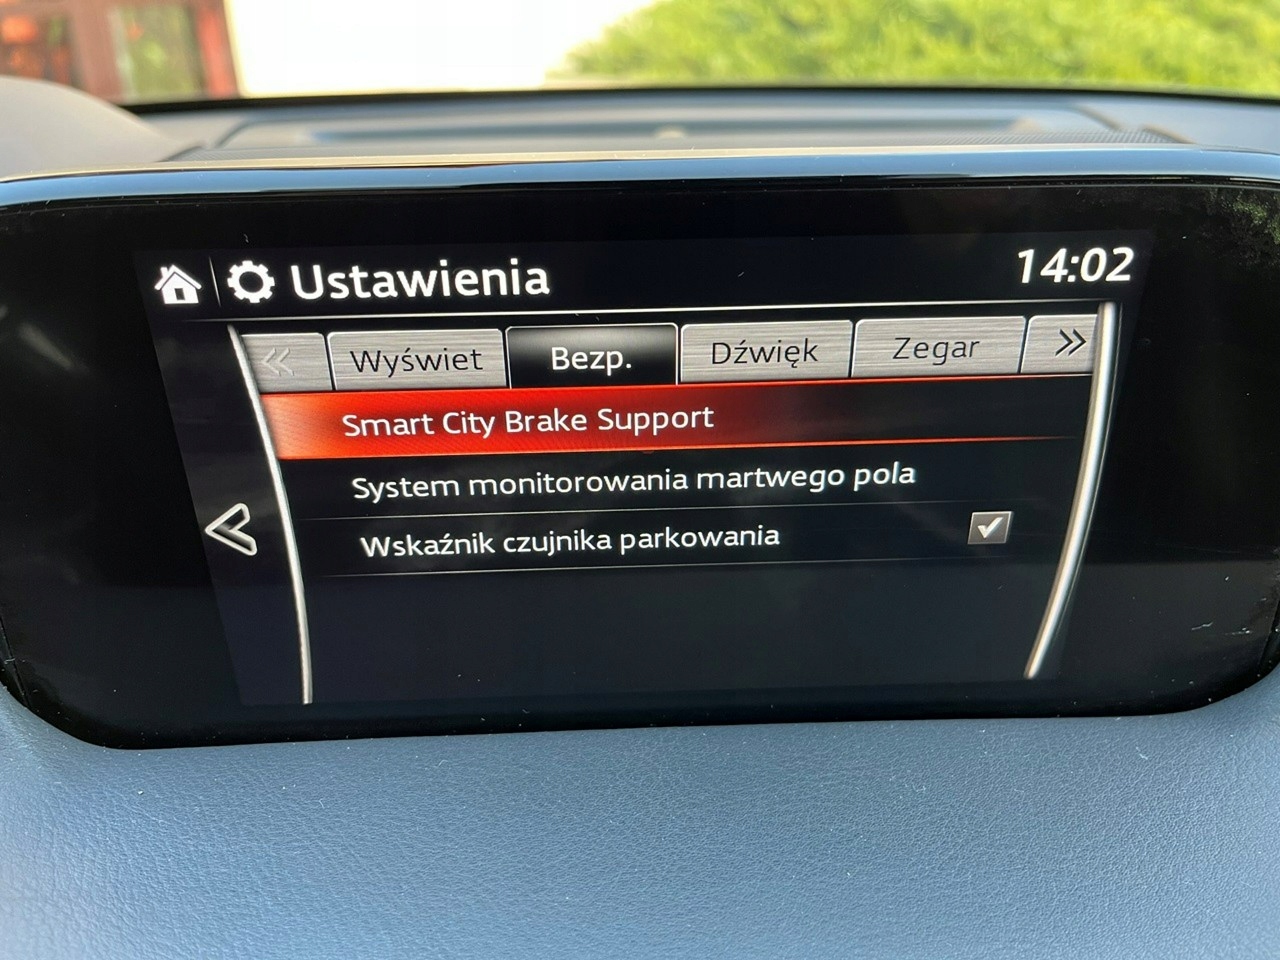 Ustawienia
14:02
Wyświet
Bezp.
Dźwięk
Zegar
Smart City Brake Support
System monitorowania martwego pola
Wskaźnik czujnika parkowania